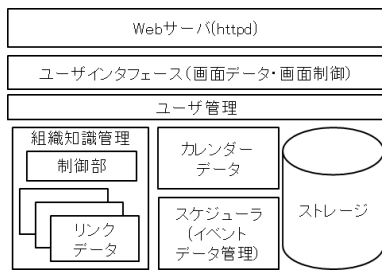 Webサーバ(httpd)
ユーザインタフェース(画面データ・画面制御)
ユーザ管理
組織知識管理
制御部
リンク
データ
カレンダー
データ
スケジューラ
(イベント
データ管理)
ストレージ